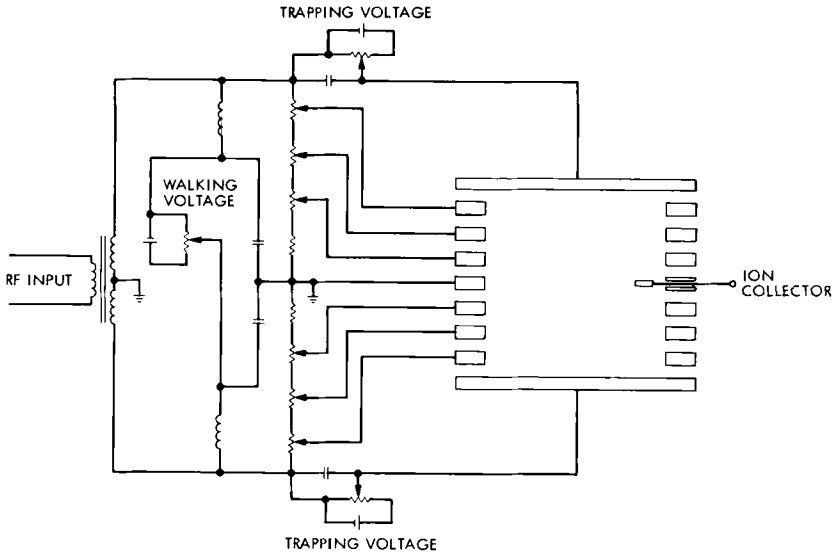 TRAPPING VOLTAGE
WALKING
VOLTAGE
RF INPUT
ION
COLLECTOR
TRAPPING VOLTAGE